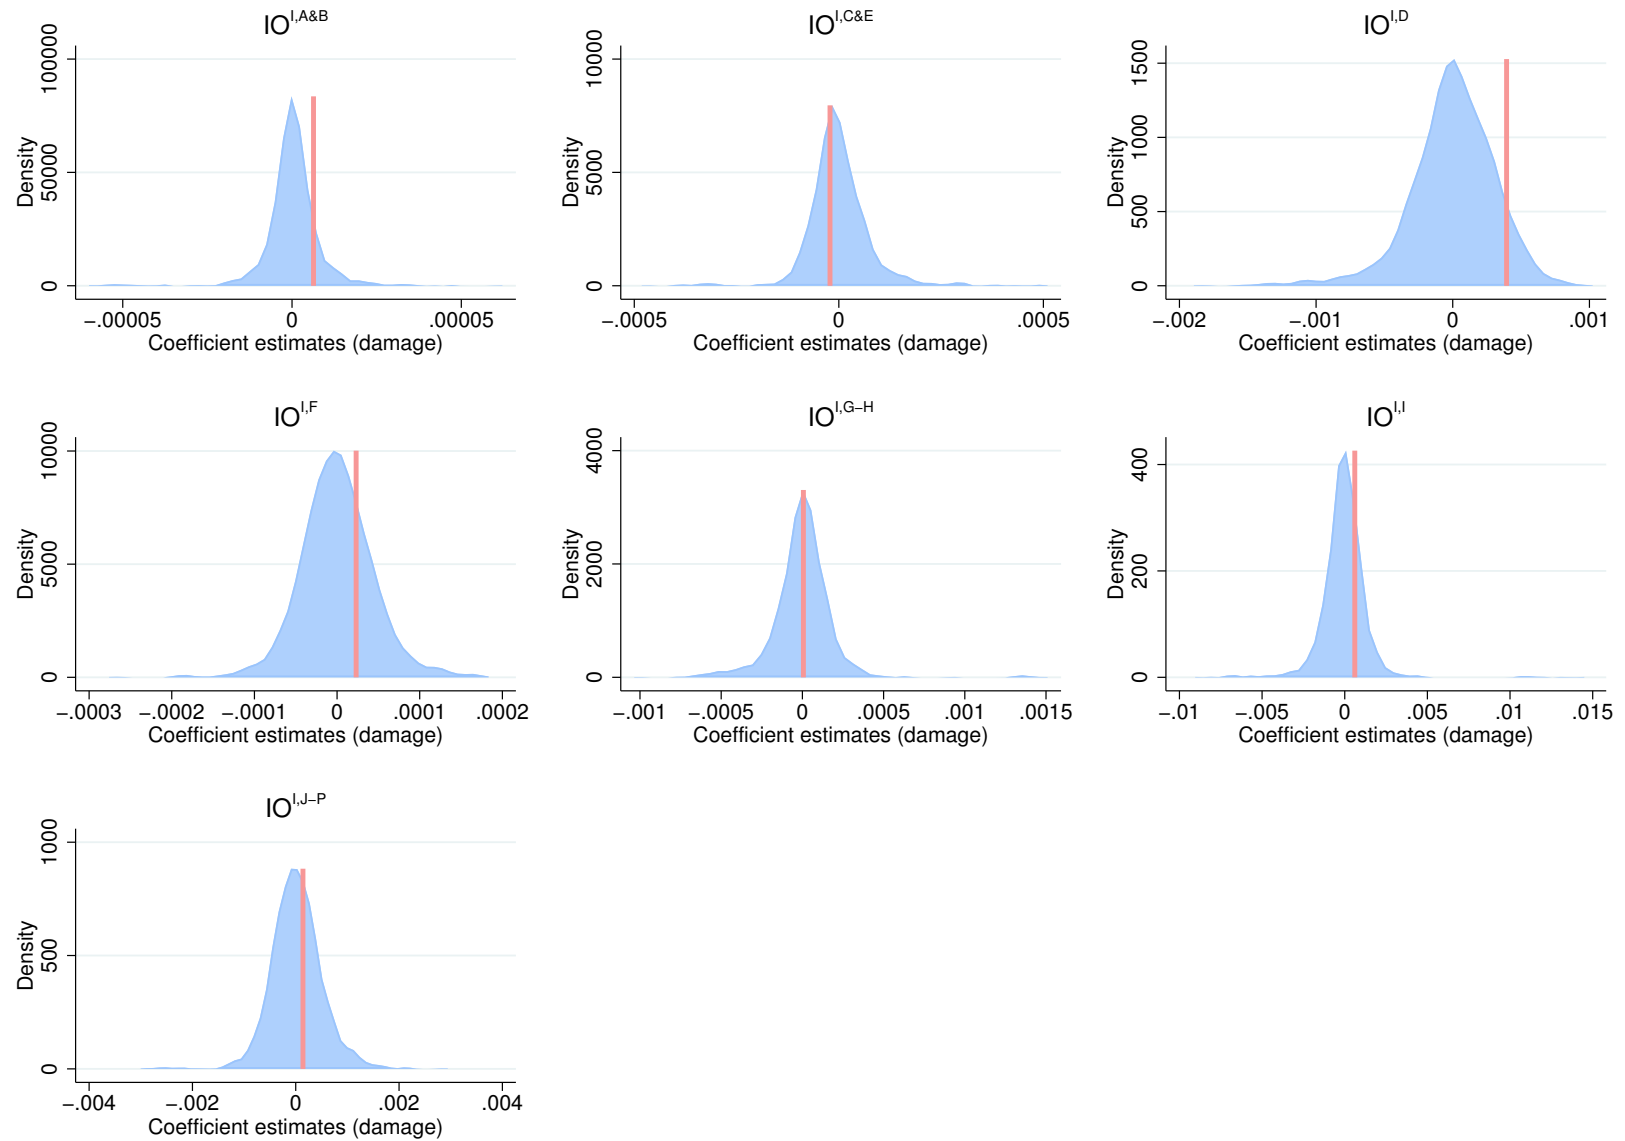 IO^I,A&B
Density
100000
50000
0
−.00005 0 .00005
Coefficient estimates (damage)
IO^I,C&E
Density
10000
5000
0
−.0005 0 .0005
Coefficient estimates (damage)
IO^I,D
Density
1500
1000
500
0
−.002 −.001 0 .001
Coefficient estimates (damage)
IO^I,F
Density
10000
5000
0
−.0003 −.0002 −.0001 0 .0001 .0002
Coefficient estimates (damage)
IO^I,G−H
Density
4000
2000
0
−.001 −.0005 0 .0005 .001 .0015
Coefficient estimates (damage)
IO^I,I
Density
400
200
0
−.01 −.005 0 .005 .01 .015
Coefficient estimates (damage)
IO^I,J−P
Density
1000
500
0
−.004 −.002 0 .002 .004
Coefficient estimates (damage)